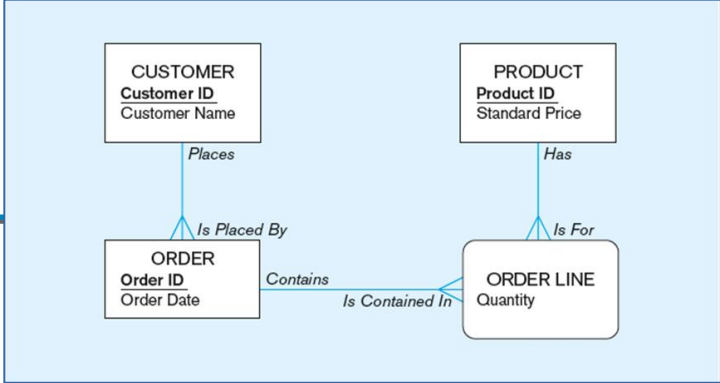 CUSTOMER
Customer ID
Customer Name
PRODUCT
Product ID
Standard Price
Places
Has
Is Placed By
Is For
ORDER
Order ID
Order Date
Contains
Is Contained In
ORDER LINE
Quantity